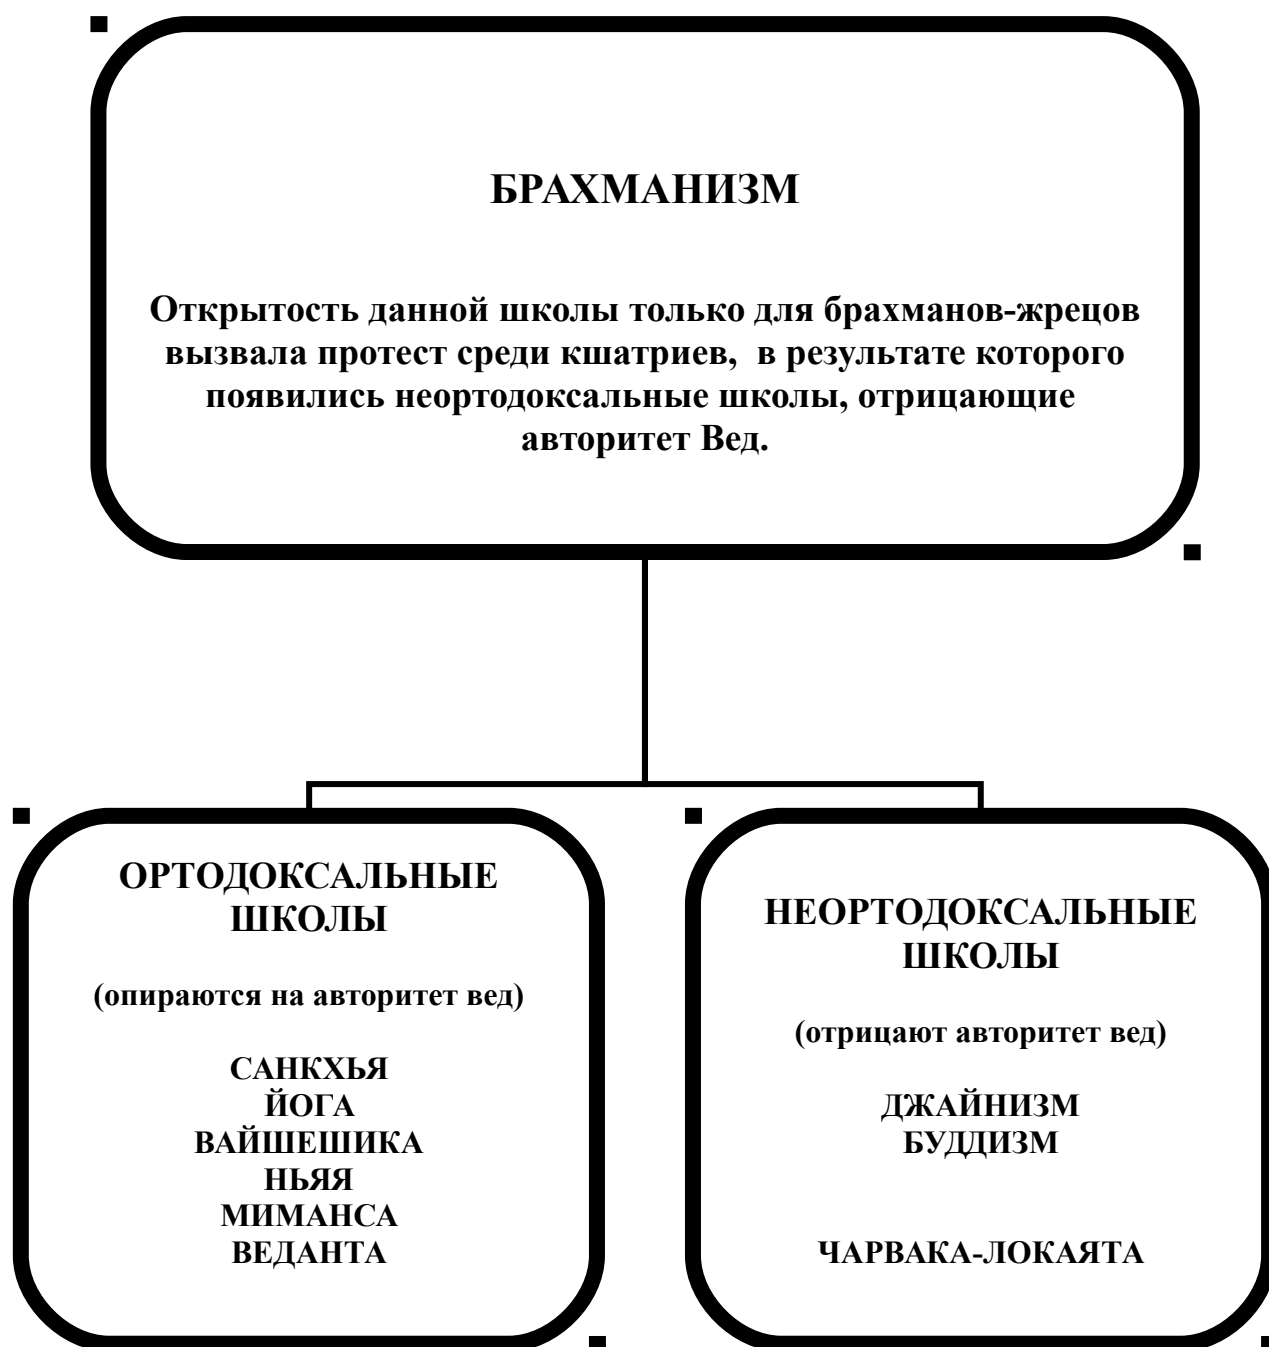 БРАХМАНИЗМ
Открытость данной школы только для брахманов-жрецов
вызвала протест среди кшатриев,  в результате которого
появились неортодоксальные школы, отрицающие
авторитет Вед.
ОРТОДОКСАЛЬНЫЕ
ШКОЛЫ
(опираются на авторитет вед)
САНКХЬЯ
ЙОГА
ВАЙШЕШИКА
НЬЯЯ
МИМАНСА
ВЕДАНТА
НЕОРТОДОКСАЛЬНЫЕ
ШКОЛЫ
(отрицают авторитет вед)
ДЖАЙНИЗМ
БУДДИЗМ
ЧАРВАКА-ЛОКАЯТА